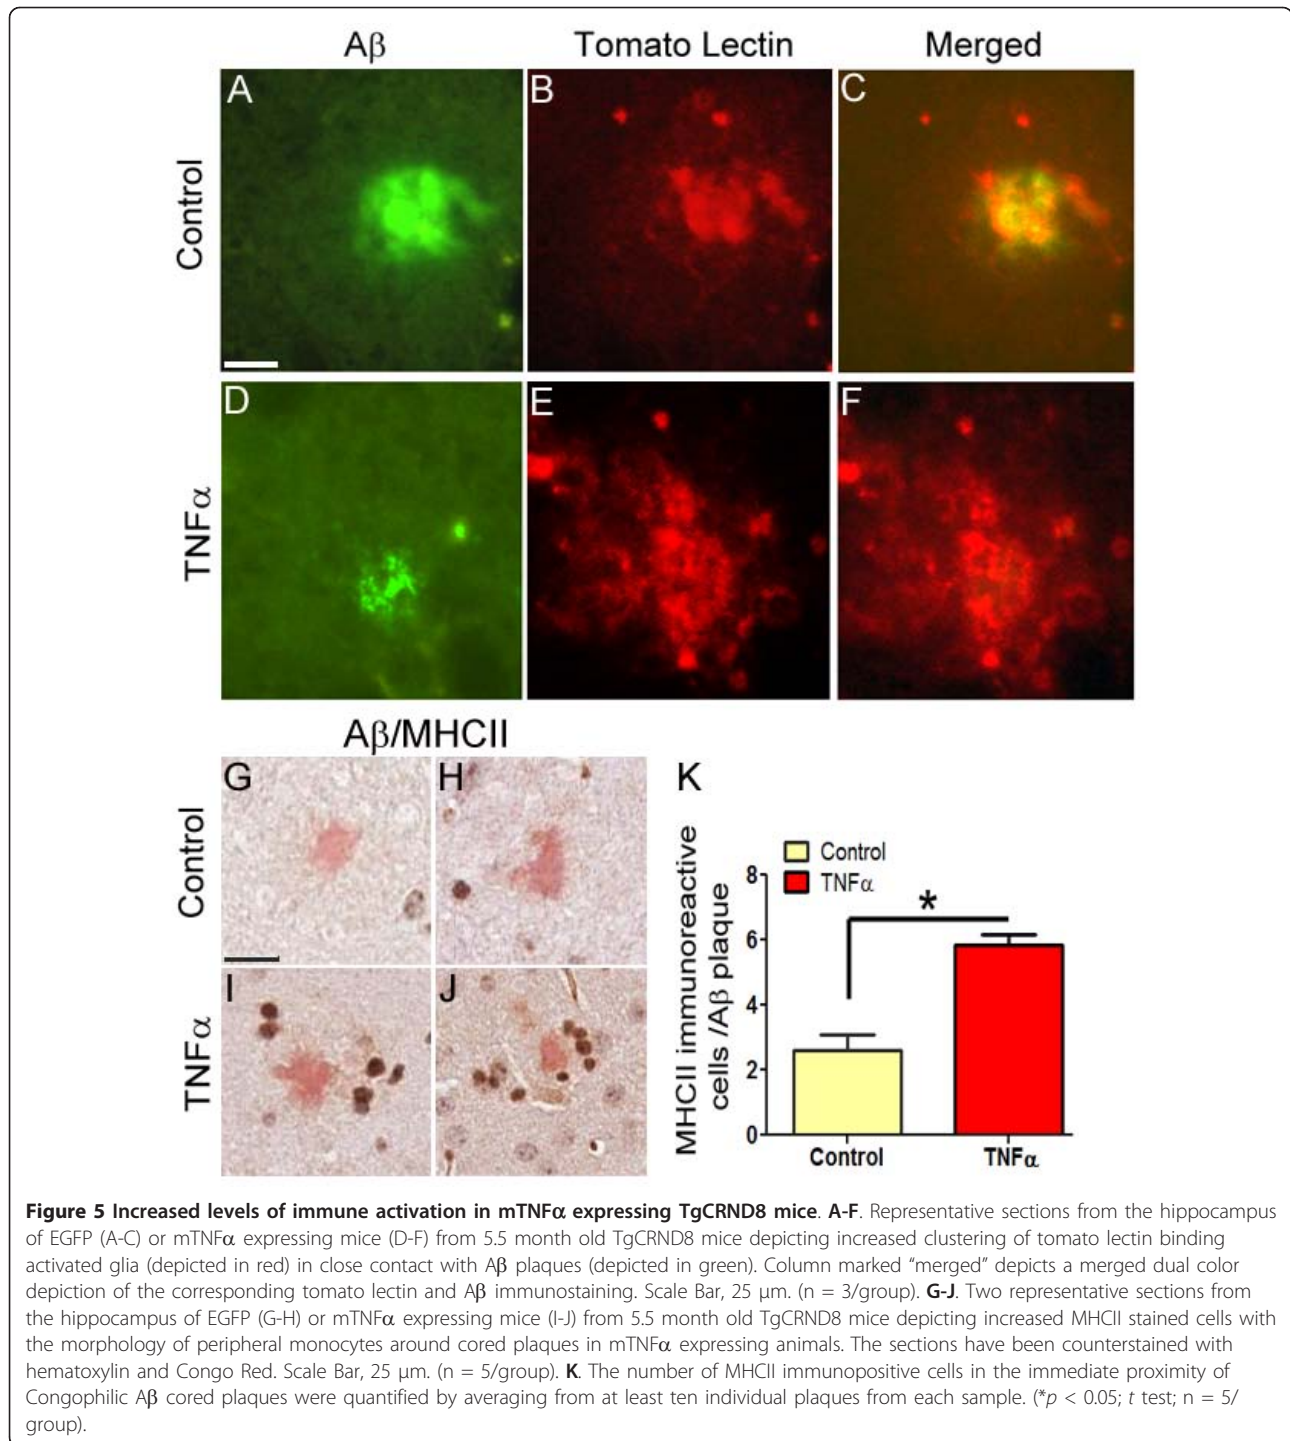 Aβ Tomato Lectin Merged
A B C
Control
D E F
TNFα
Aβ/MHCII
G H
Control
I J
TNFα
K
MHCII immunoreactive
cells /Aβ plaque
Control
TNFα
8
6
4
2
0
*
Control TNFα
Figure 5 Increased levels of immune activation in mTNFα expressing TgCRND8 mice. A-F. Representative sections from the hippocampus
of EGFP (A-C) or mTNFα expressing mice (D-F) from 5.5 month old TgCRND8 mice depicting increased clustering of tomato lectin binding
activated glia (depicted in red) in close contact with Aβ plaques (depicted in green). Column marked “merged” depicts a merged dual color
depiction of the corresponding tomato lectin and Aβ immunostaining. Scale Bar, 25 μm. (n = 3/group). G-J. Two representative sections from
the hippocampus of EGFP (G-H) or mTNFα expressing mice (I-J) from 5.5 month old TgCRND8 mice depicting increased MHCII stained cells with
the morphology of peripheral monocytes around cored plaques in mTNFα expressing animals. The sections have been counterstained with
hematoxylin and Congo Red. Scale Bar, 25 μm. (n = 5/group). K. The number of MHCII immunopositive cells in the immediate proximity of
Congophilic Aβ cored plaques were quantified by averaging from at least ten individual plaques from each sample. (*p < 0.05; t test; n = 5/
group).